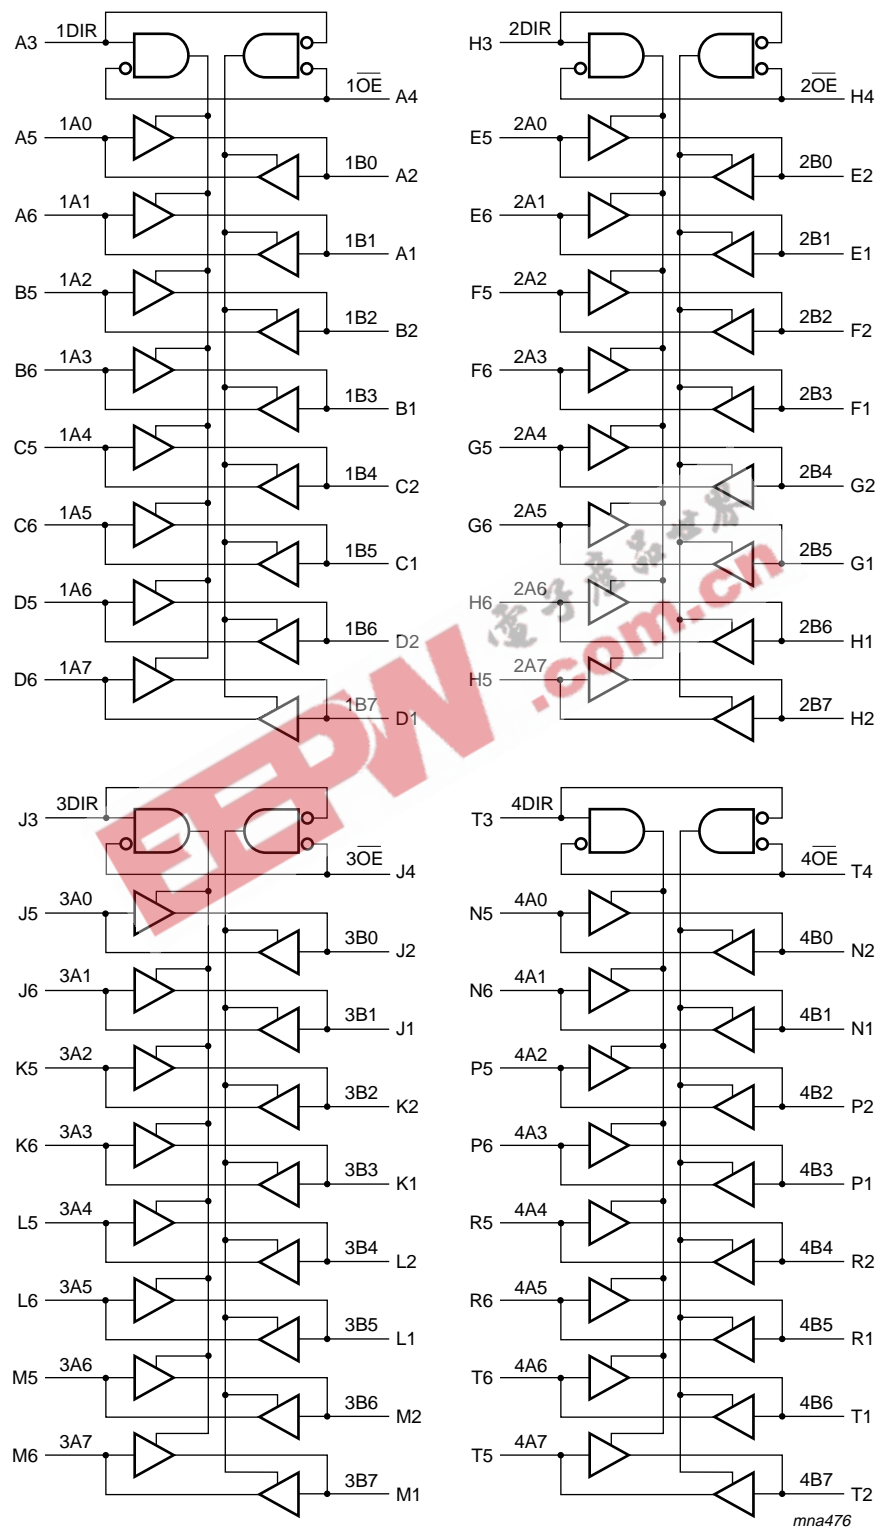 A3 1DIR
1OE A4
A5 1A0
1B0 A2
A6 1A1
1B1 A1
B5 1A2
1B2 B2
B6 1A3
1B3 B1
C5 1A4
1B4 C2
C6 1A5
1B5 C1
D5 1A6
1B6 D2
D6 1A7
1B7 D1
H3 2DIR
2OE H4
E5 2A0
2B0 E2
E6 2A1
2B1 E1
F5 2A2
2B2 F2
F6 2A3
2B3 F1
G5 2A4
2B4 G2
G6 2A5
2B5 G1
H6 2A6
2B6 H1
H5 2A7
2B7 H2
J3 3DIR
3OE J4
J5 3A0
3B0 J2
J6 3A1
3B1 J1
K5 3A2
3B2 K2
K6 3A3
3B3 K1
L5 3A4
3B4 L2
L6 3A5
3B5 L1
M5 3A6
3B6 M2
M6 3A7
3B7 M1
T3 4DIR
4OE T4
N5 4A0
4B0 N2
N6 4A1
4B1 N1
P5 4A2
4B2 P2
P6 4A3
4B3 P1
R5 4A4
4B4 R2
R6 4A5
4B5 R1
T6 4A6
4B6 T1
T5 4A7
4B7 T2
mna476
電子產品世界
EEPW.com.cn